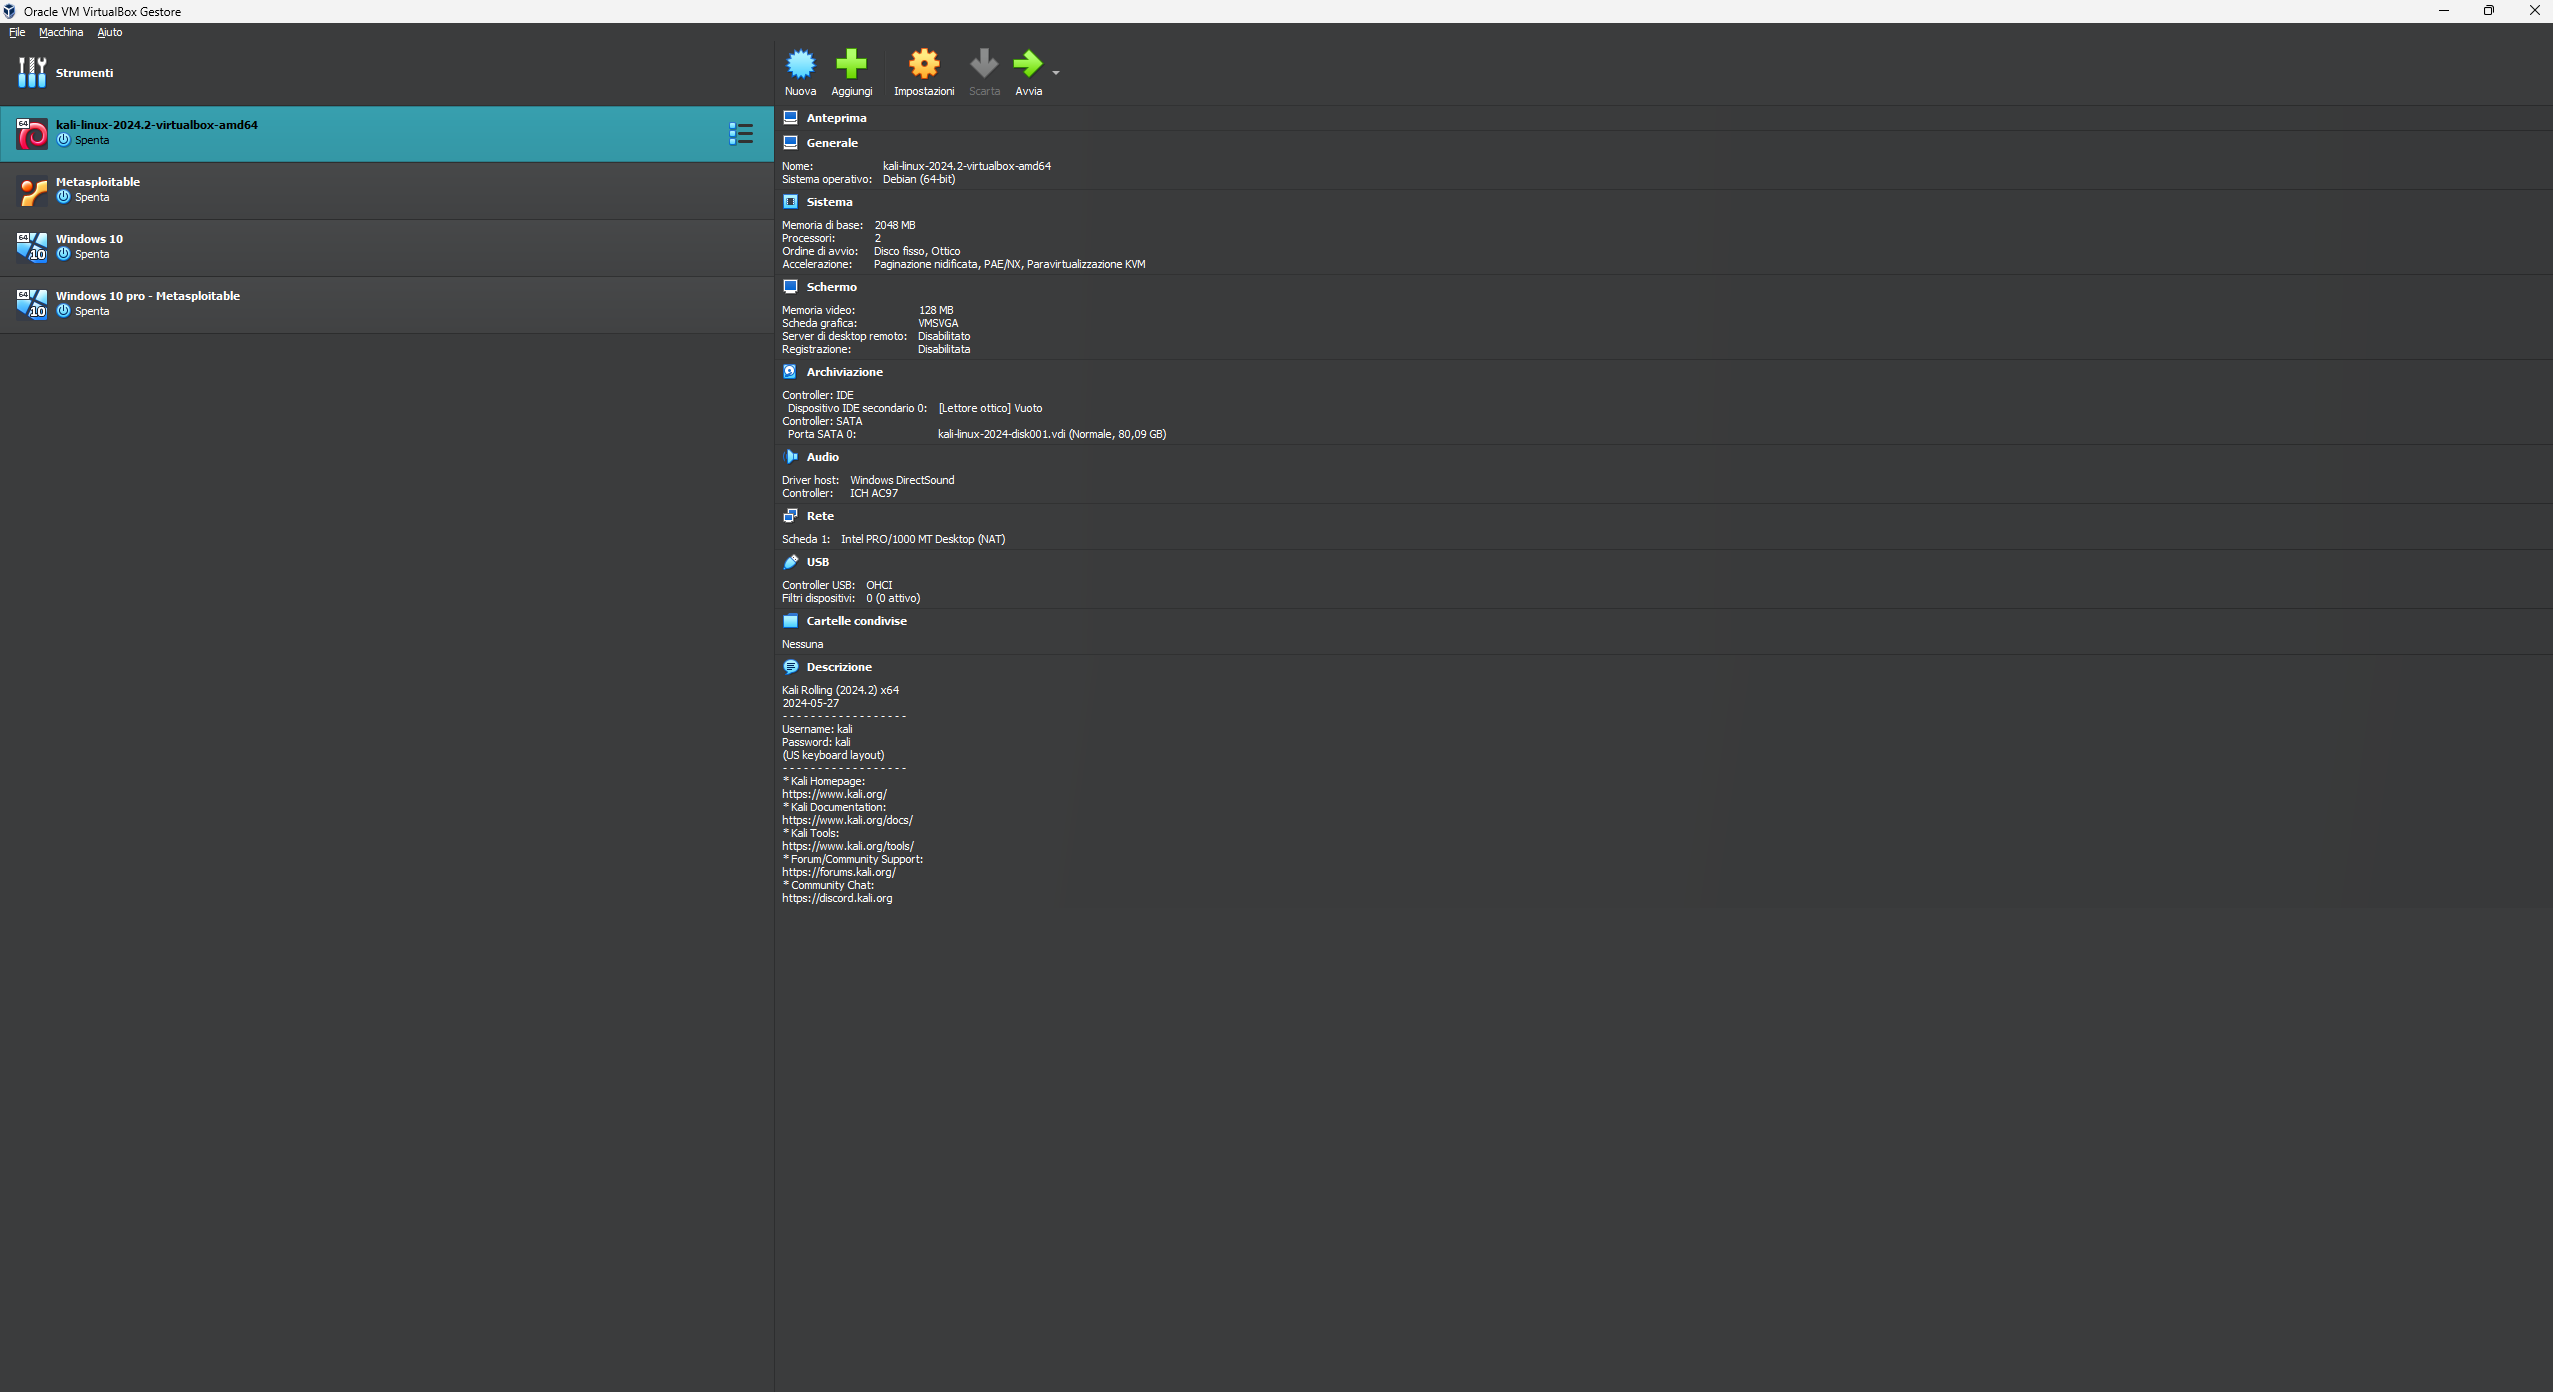 Oracle VM VirtualBox Gestore
File Macchina Aiuto
Strumenti
Nuova Aggiungi Impostazioni Scarta Avvia
64 kali-linux-2024.2-virtualbox-amd64
Spenta
Metasploitable
Spenta
64 10 Windows 10
Spenta
64 10 Windows 10 pro - Metasploitable
Spenta
Anteprima
Generale
Nome: kali-linux-2024.2-virtualbox-amd64
Sistema operativo: Debian (64-bit)
Sistema
Memoria di base: 2048 MB
Processori: 2
Ordine di avvio: Disco fisso, Ottico
Accelerazione: Paginazione nidificata, PAE/NX, Paravirtualizzazione KVM
Schermo
Memoria video: 128 MB
Scheda grafica: VMSVGA
Server di desktop remoto: Disabilitato
Registrazione: Disabilitata
Archiviazione
Controller: IDE
Dispositivo IDE secondario 0: [Lettore ottico] Vuoto
Controller: SATA
Porta SATA 0: kali-linux-2024-disk001.vdi (Normale, 80,09 GB)
Audio
Driver host: Windows DirectSound
Controller: ICH AC97
Rete
Scheda 1: Intel PRO/1000 MT Desktop (NAT)
USB
Controller USB: OHCI
Filtri dispositivi: 0 (0 attivo)
Cartelle condivise
Nessuna
Descrizione
Kali Rolling (2024.2) x64
2024-05-27
- - - - - - - - - - - - - - - - - -
Username: kali
Password: kali
(US keyboard layout)
- - - - - - - - - - - - - - - - - -
* Kali Homepage:
https://www.kali.org/
* Kali Documentation:
https://www.kali.org/docs/
* Kali Tools:
https://www.kali.org/tools/
* Forum/Community Support:
https://forums.kali.org/
* Community Chat:
https://discord.kali.org